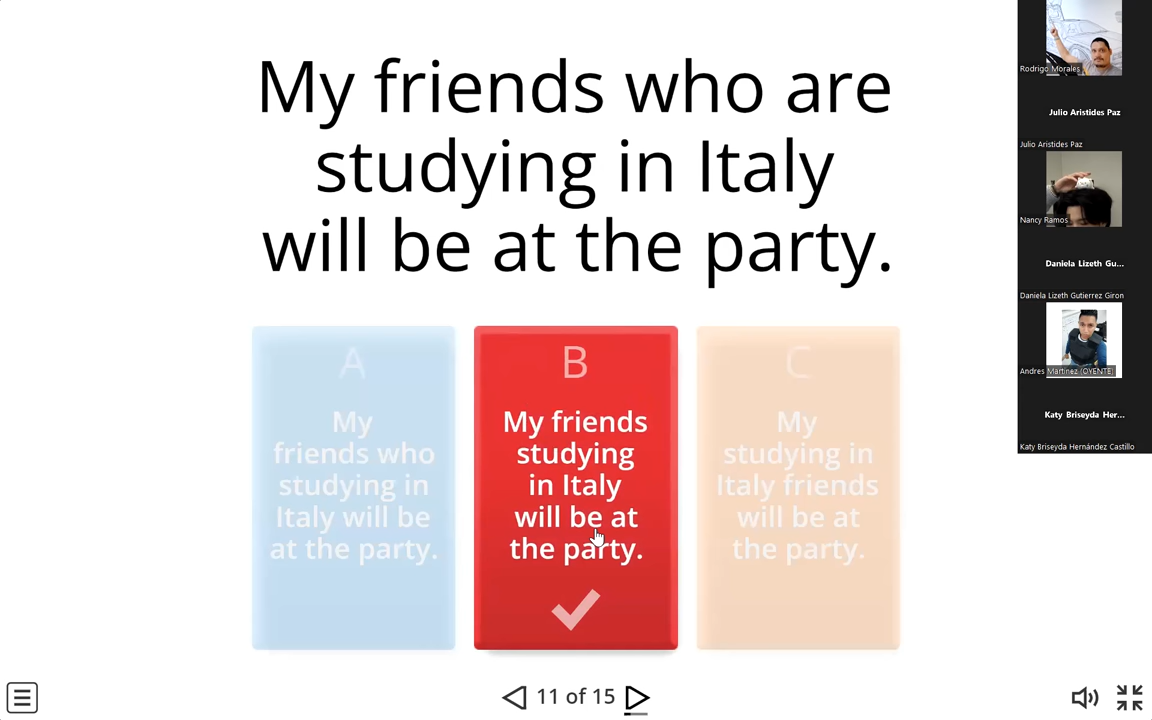 My friends who are
studying in Italy
will be at the party.
A
My
friends who
studying in
Italy will be
at the party.
B
My friends
studying
in Italy
will be at
the party.
C
My
studying in
Italy friends
will be at
the party.
11 of 15
Rodrigo Morales
Julio Aristides Paz
Julio Aristides Paz
Nancy Ramos
Daniela Lizeth Gu...
Daniela Lizeth Gutierrez Giron
Andres Martinez (OYENTE)
Katy Briseyda Her...
Katy Briseyda Hernández Castillo